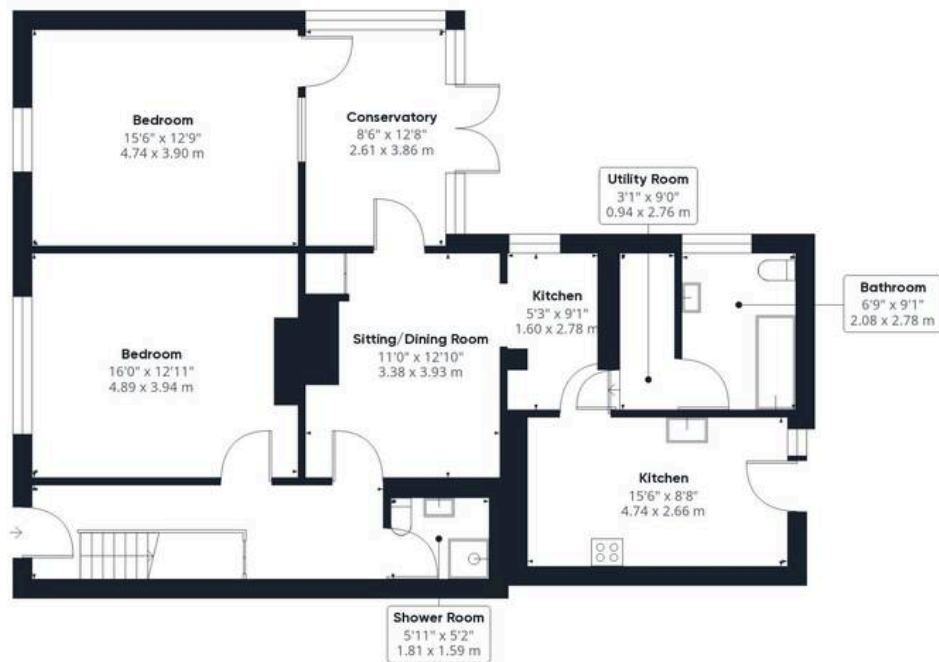 Bedroom
15'6" x 12'9"
4.74 x 3.90 m
Conservatory
8'6" x 12'8"
2.61 x 3.86 m
Utility Room
3'1" x 9'0"
0.94 x 2.76 m
Bedroom
16'0" x 12'11"
4.89 x 3.94 m
Sitting/Dining Room
11'0" x 12'10"
3.38 x 3.93 m
Kitchen
5'3" x 9'1"
1.60 x 2.78 m
Bathroom
6'9" x 9'1"
2.08 x 2.78 m
Kitchen
15'6" x 8'8"
4.74 x 2.66 m
Shower Room
5'11" x 5'2"
1.81 x 1.59 m